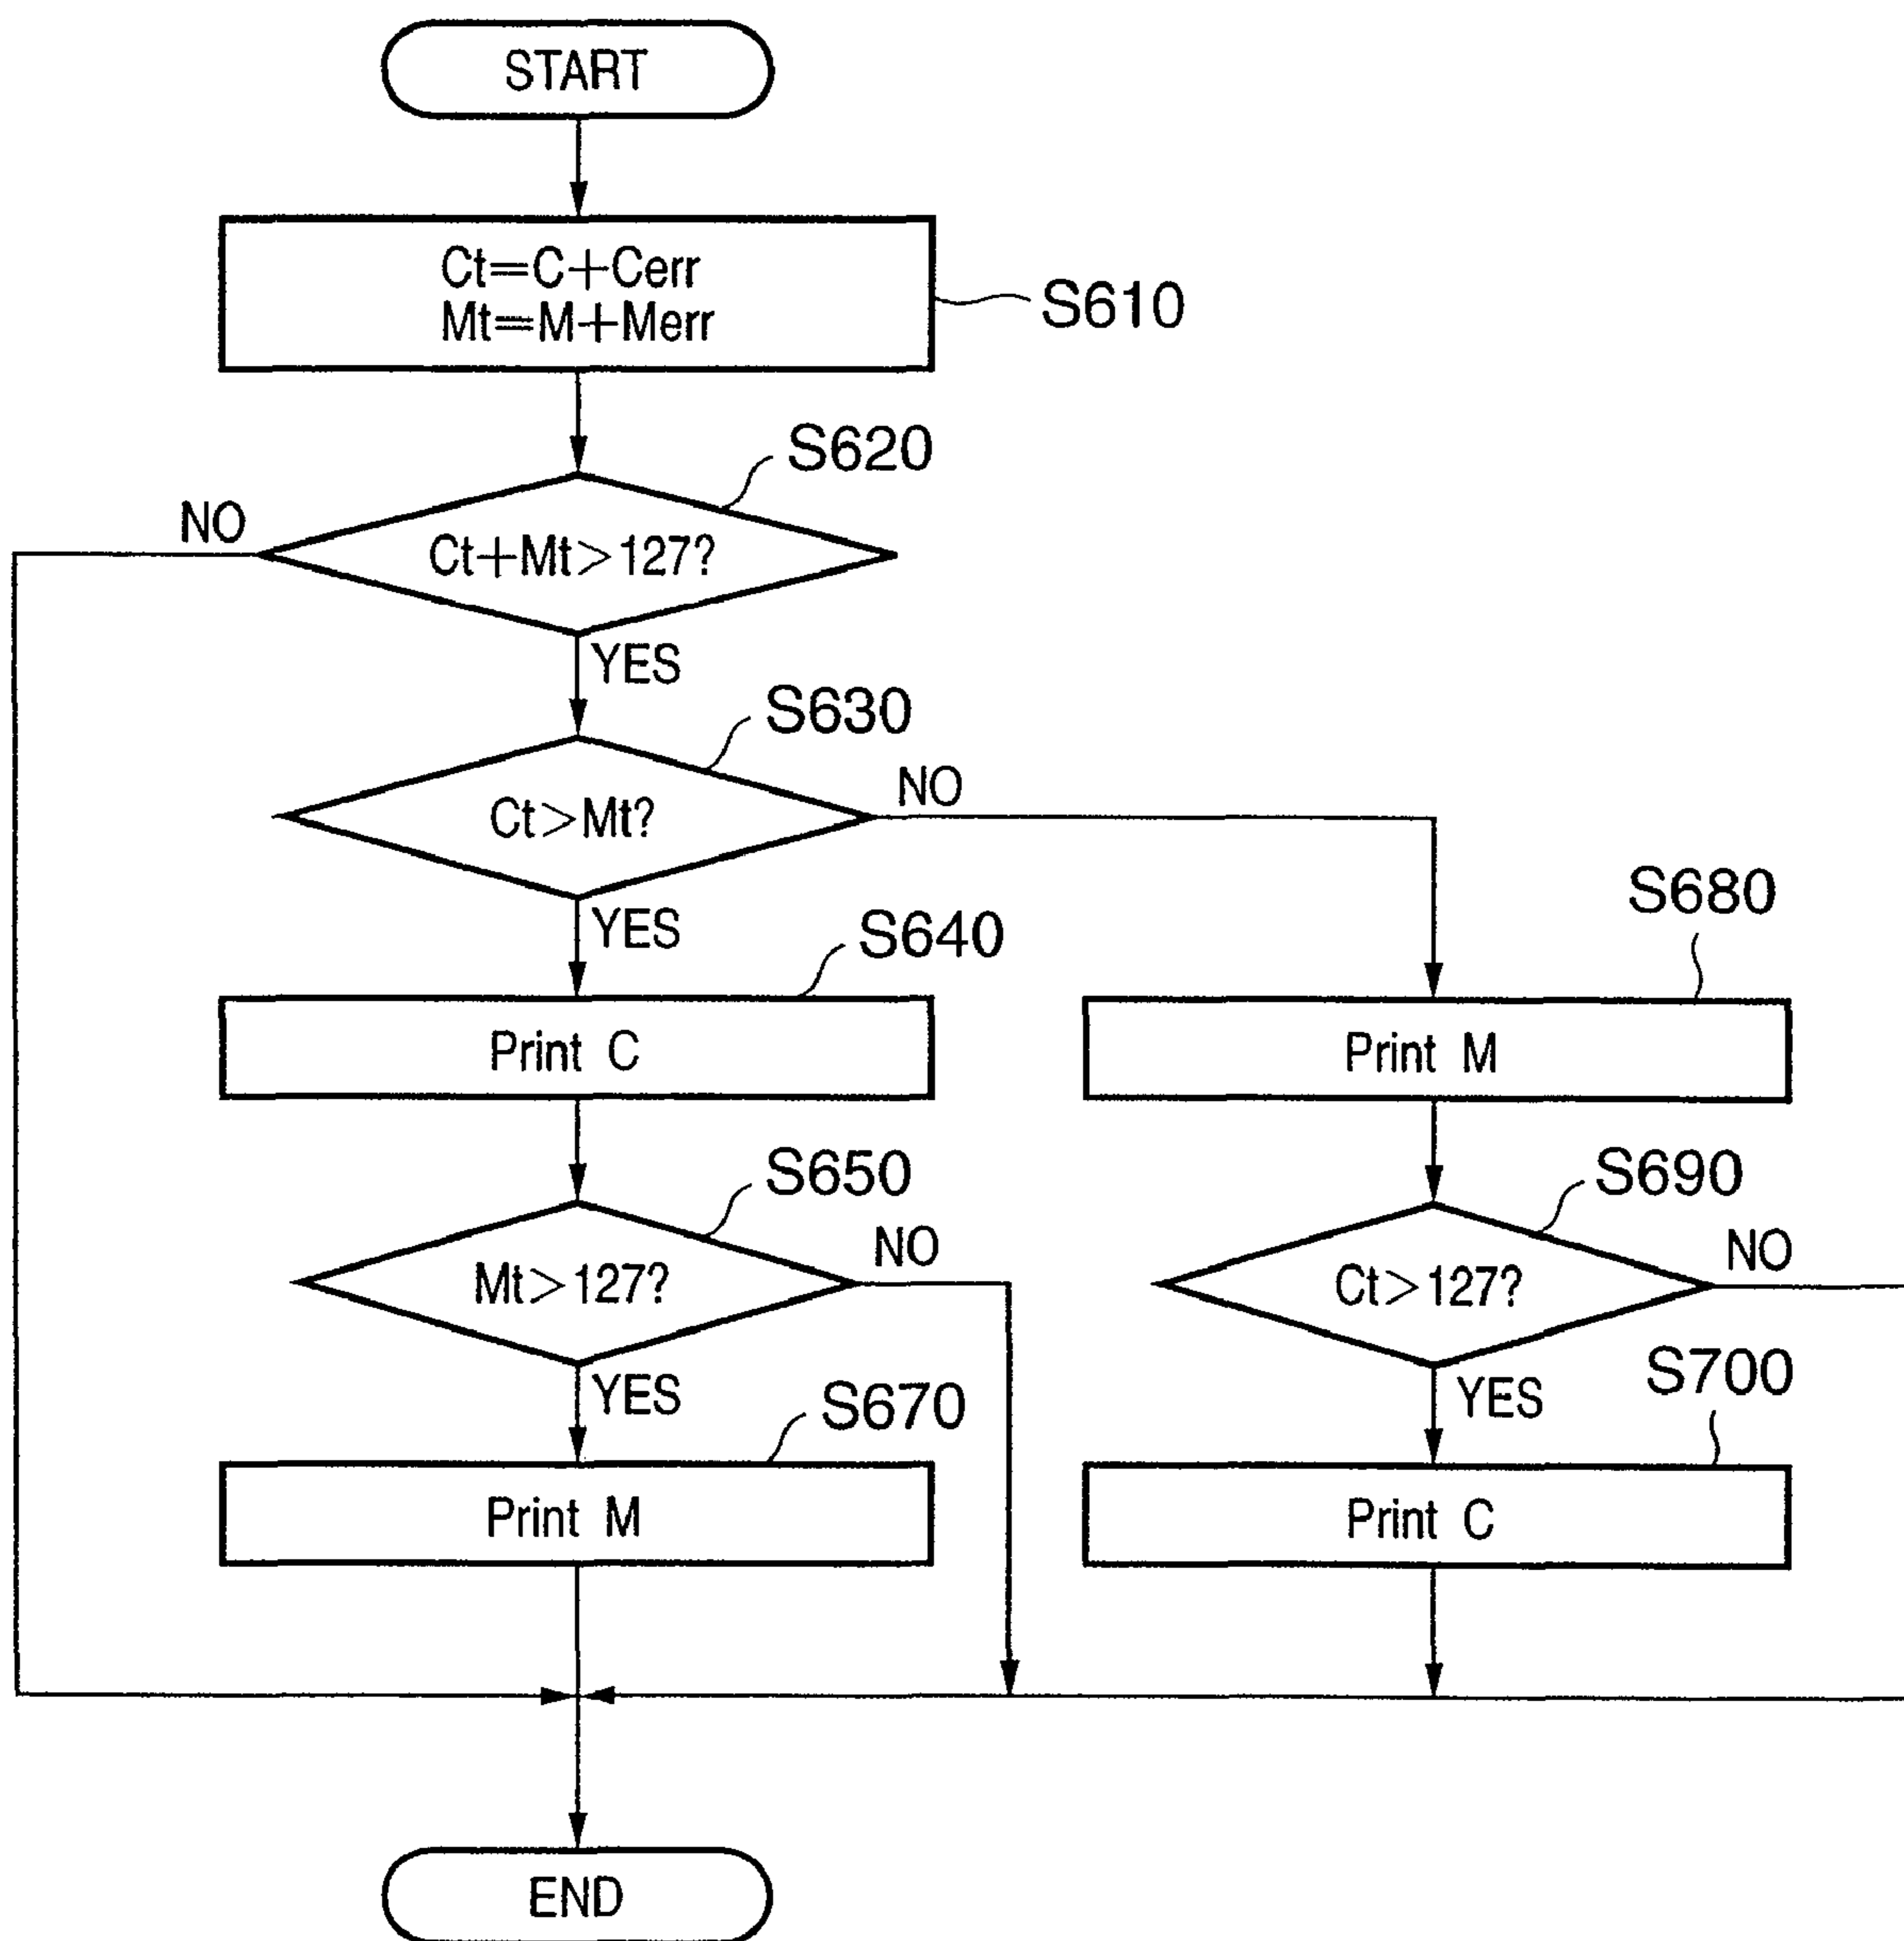 START
Ct=C+Cerr
Mt=M+Merr
S610
S620
NO
Ct+Mt>127?
YES
S630
Ct>Mt?
NO
YES
S640
S680
Print C
Print M
S650
S690
Mt>127?
NO
Ct>127?
NO
YES
S670
YES
S700
Print M
Print C
END